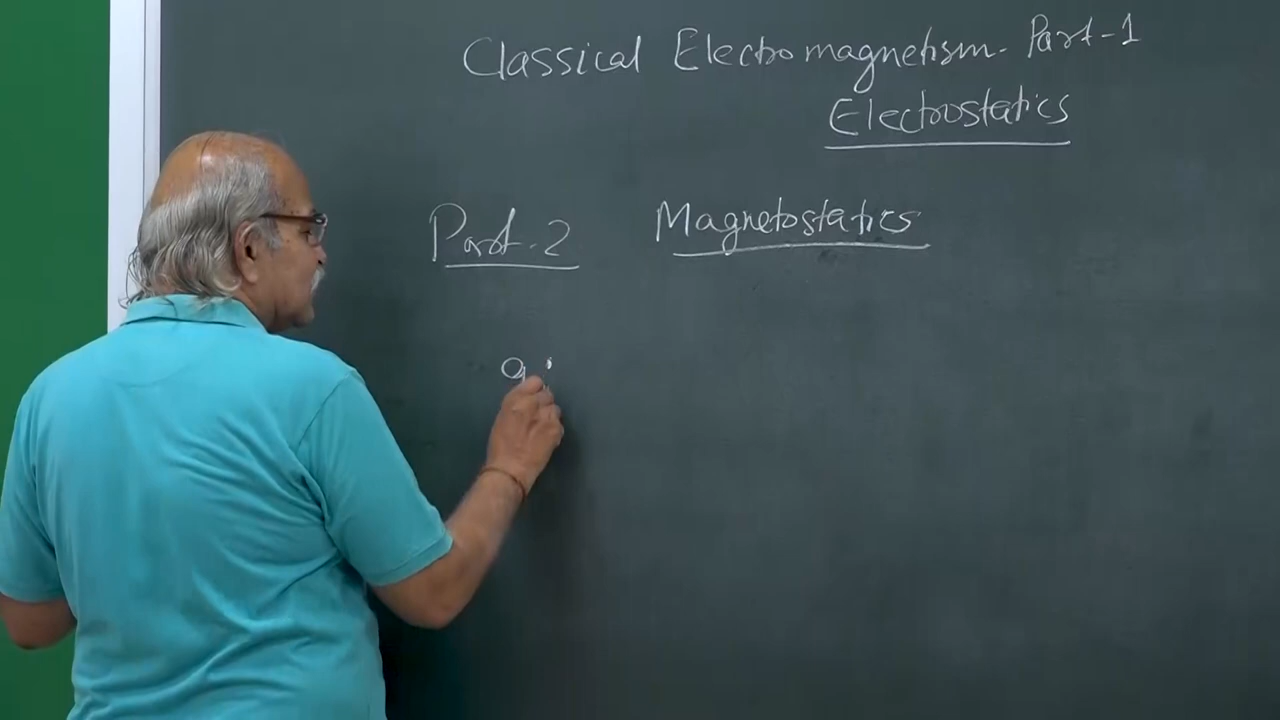 Classical Electromagnetism- Part-1
Electrostatics
Part-2 Magnetostatics
q